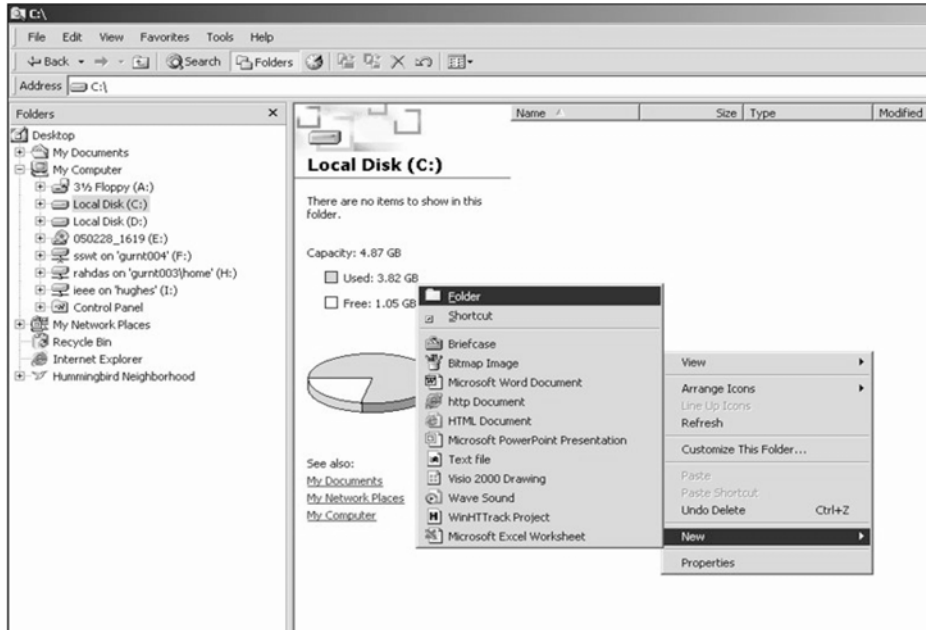 C:\
File Edit View Favorites Tools Help
Back Search Folders
Address C:\
Folders
Desktop
My Documents
My Computer
3½ Floppy (A:)
Local Disk (C:)
Local Disk (D:)
050228_1619 (E:)
sswt on 'gurnt004' (F:)
rahdas on 'gurnt003\home' (H:)
ieee on 'hughes' (I:)
Control Panel
My Network Places
Recycle Bin
Internet Explorer
Hummingbird Neighborhood
Name Size Type Modified
Local Disk (C:)
There are no items to show in this
folder.
Capacity: 4.87 GB
Used: 3.82 GB
Free: 1.05 GB
See also:
My Documents
My Network Places
My Computer
Folder
Shortcut
Briefcase
Bitmap Image
Microsoft Word Document
http Document
HTML Document
Microsoft PowerPoint Presentation
Text file
Visio 2000 Drawing
Wave Sound
WinHTTrack Project
Microsoft Excel Worksheet
View
Arrange Icons
Line Up Icons
Refresh
Customize This Folder...
Paste
Paste Shortcut
Undo Delete Ctrl+Z
New
Properties